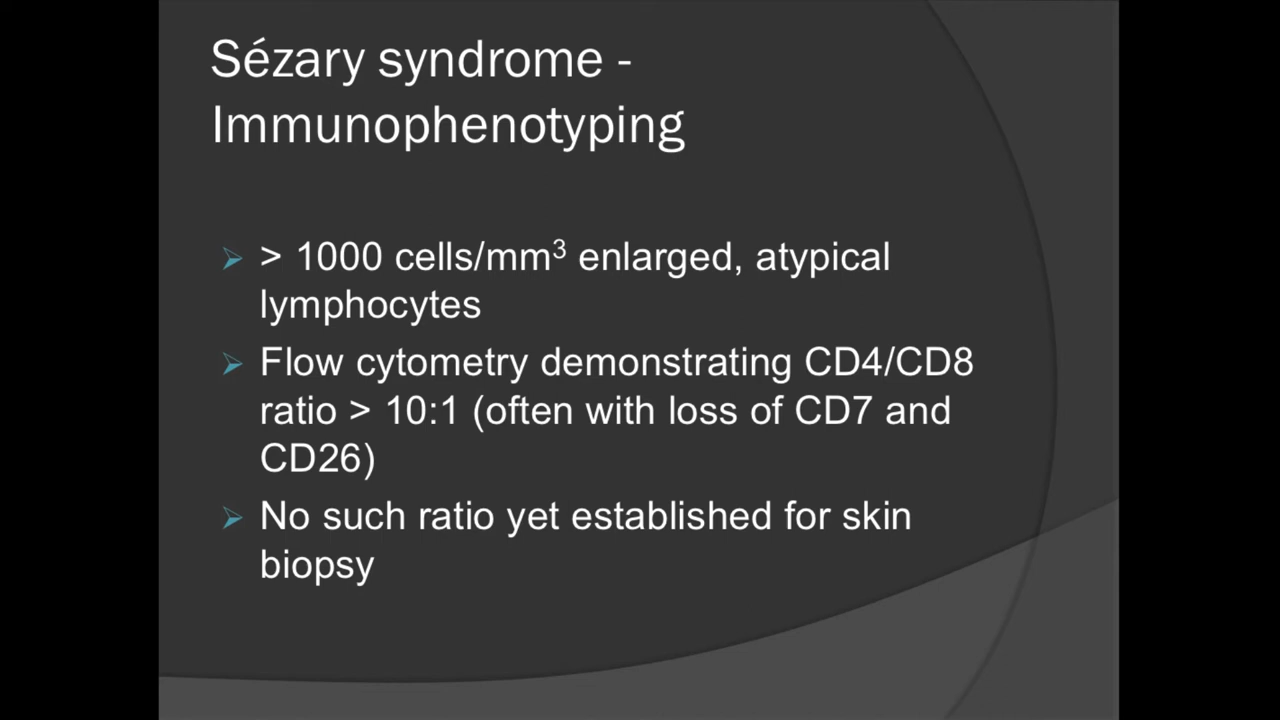 Sézary syndrome -
Immunophenotyping
> 1000 cells/mm³ enlarged, atypical
lymphocytes
Flow cytometry demonstrating CD4/CD8
ratio > 10:1 (often with loss of CD7 and
CD26)
No such ratio yet established for skin
biopsy